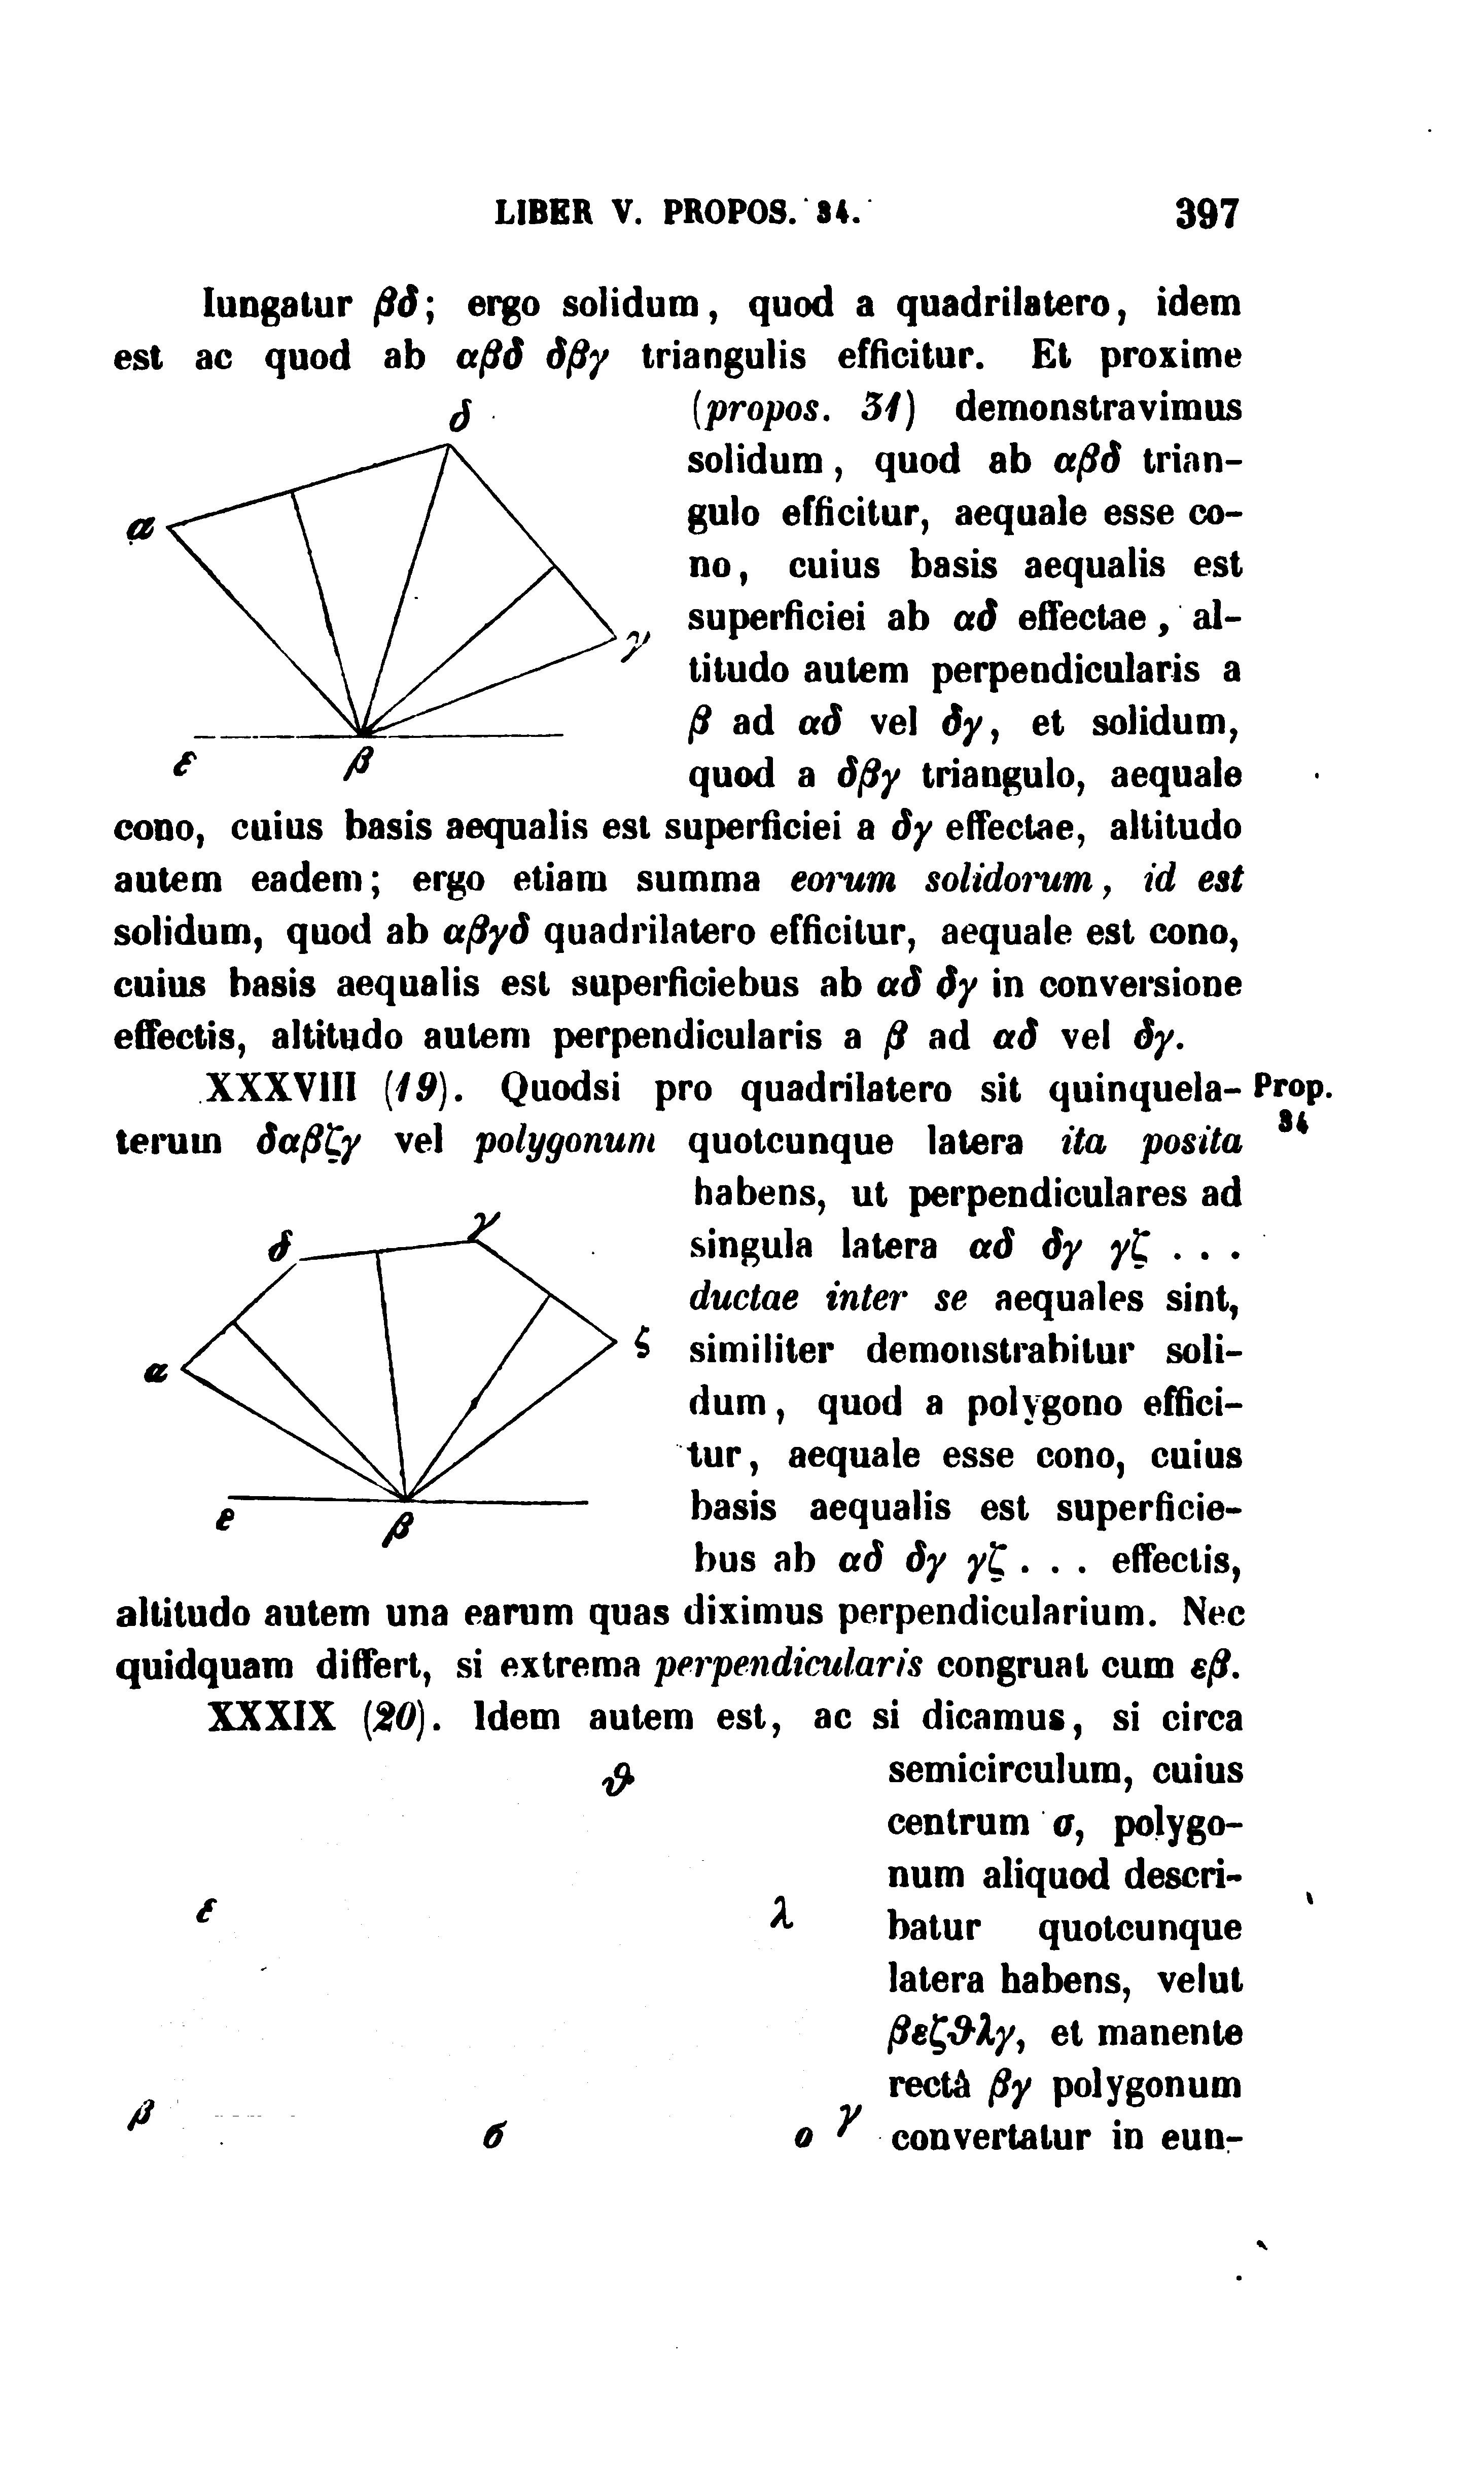 LIBER V. PROPOS. 34. 397
Iungatur βδ; ergo solidum, quod a quadrilatero, idem
est ac quod ab αβδ δβγ triangulis efficitur. Et proxime
(propos. 31) demonstravimus
solidum, quod ab αβδ trian-
gulo efficitur, aequale esse co-
no, cuius basis aequalis est
superficiei ab αδ effectae, al-
titudo autem perpendicularis a
β ad αδ vel δγ, et solidum,
quod a δβγ triangulo, aequale
δ
α
γ
ε β
cono, cuius basis aequalis est superficiei a δγ effectae, altitudo
autem eadem; ergo etiam summa eorum solidorum, id est
solidum, quod ab αβγδ quadrilatero efficitur, aequale est cono,
cuius basis aequalis est superficiebus ab αδ δγ in conversione
effectis, altitudo autem perpendicularis a β ad αδ vel δγ.
XXXVIII (19). Quodsi pro quadrilatero sit quinquela- Prop.
34
terum δαβζγ vel polygonum quotcunque latera ita posita
habens, ut perpendiculares ad
singula latera αδ δγ γζ . . .
ductae inter se aequales sint,
similiter demonstrabitur soli-
dum, quod a polygono effici-
tur, aequale esse cono, cuius
basis aequalis est superficie-
bus ab αδ δγ γζ . . . effectis,
δ γ
α ζ
ε β
altitudo autem una earum quas diximus perpendicularium. Nec
quidquam differt, si extrema perpendicularis congruat cum εβ.
XXXIX (20). Idem autem est, ac si dicamus, si circa
semicirculum, cuius
centrum σ, polygo-
num aliquod descri-
batur quotcunque
latera habens, velut
βεζϑλγ, et manente
rectâ βγ polygonum
convertatur in eun-
ϑ
ε λ
β σ ο γ